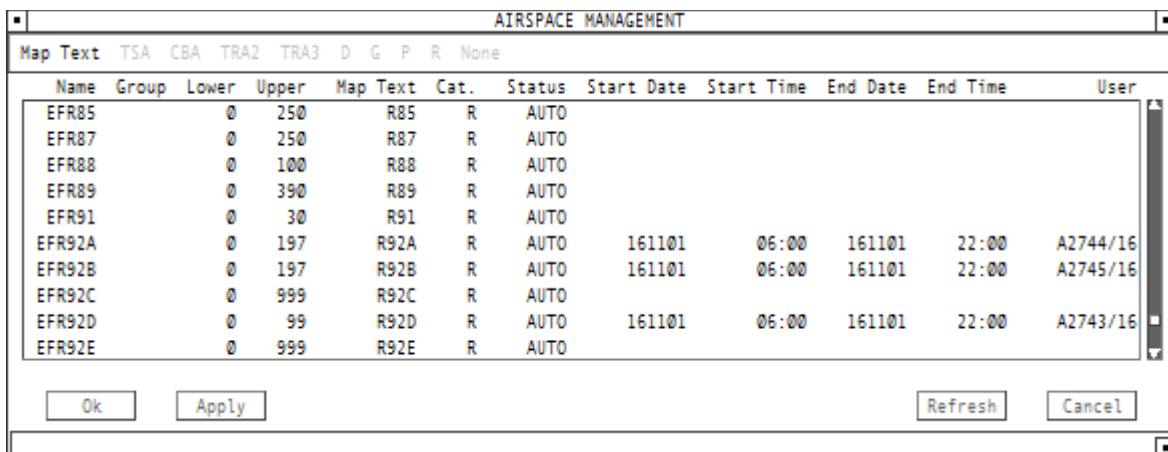 AIRSPACE MANAGEMENT
Map Text TSA CBA TRA2 TRA3 D G P R None
Name Group Lower Upper Map Text Cat. Status Start Date Start Time End Date End Time User
EFR85 0 250 R85 R AUTO
EFR87 0 250 R87 R AUTO
EFR88 0 100 R88 R AUTO
EFR89 0 390 R89 R AUTO
EFR91 0 30 R91 R AUTO
EFR92A 0 197 R92A R AUTO 161101 06:00 161101 22:00 A2744/16
EFR92B 0 197 R92B R AUTO 161101 06:00 161101 22:00 A2745/16
EFR92C 0 999 R92C R AUTO
EFR92D 0 99 R92D R AUTO 161101 06:00 161101 22:00 A2743/16
EFR92E 0 999 R92E R AUTO
Ok Apply Refresh Cancel